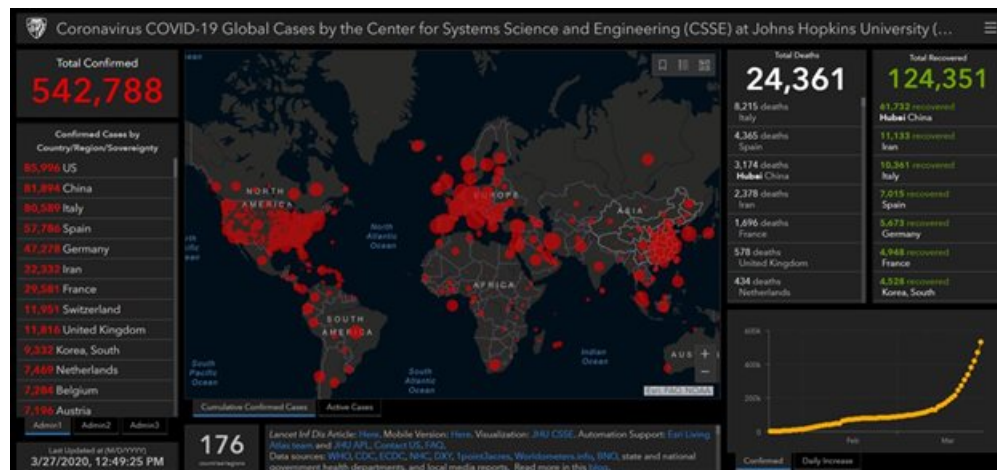 Coronavirus COVID-19 Global Cases by the Center for Systems Science and Engineering (CSSE) at Johns Hopkins University (...
Total Confirmed
542,788
Confirmed Cases by
Country/Region/Sovereignty
85,996 US
81,894 China
80,589 Italy
57,786 Spain
47,278 Germany
32,332 Iran
29,581 France
11,951 Switzerland
11,816 United Kingdom
9,332 Korea, South
7,469 Netherlands
7,284 Belgium
7,196 Austria
Admin1 Admin2 Admin3
Last Updated at (M/D/YYYY)
3/27/2020, 12:49:25 PM
NORTH
AMERICA
EUROPE
ASIA
North
Atlantic
Ocean
AFRICA
SOUTH
AMERICA
Indian
Ocean
AUS
South
Pacific
Ocean
South
Atlantic
Ocean
+
−
Esri, FAO, NOAA
Cumulative Confirmed Cases Active Cases
176
countries/regions
Lancet Inf Dis Article: Here. Mobile Version: Here. Visualization: JHU CSSE. Automation Support: Esri Living
Atlas team and JHU APL. Contact US. FAQ.
Data sources: WHO, CDC, ECDC, NHC, DXY, 1point3acres, Worldometers.info, BNO, state and national
government health departments, and local media reports. Read more in this blog.
Total Deaths
24,361
8,215 deaths
Italy
4,365 deaths
Spain
3,174 deaths
Hubei China
2,378 deaths
Iran
1,696 deaths
France
578 deaths
United Kingdom
434 deaths
Netherlands
Total Recovered
124,351
61,732 recovered
Hubei China
11,133 recovered
Iran
10,361 recovered
Italy
7,015 recovered
Spain
5,673 recovered
Germany
4,948 recovered
France
4,528 recovered
Korea, South
600k
400k
200k
0
Feb Mar
Confirmed Daily Increase